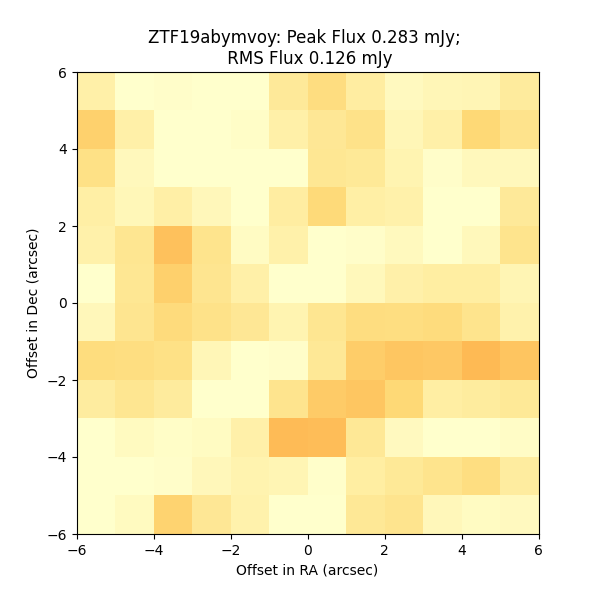 ZTF19abymvoy: Peak Flux 0.283 mJy;
RMS Flux 0.126 mJy
6
4
2
0
−2
−4
−6
Offset in Dec (arcsec)
−6 −4 −2 0 2 4 6
Offset in RA (arcsec)